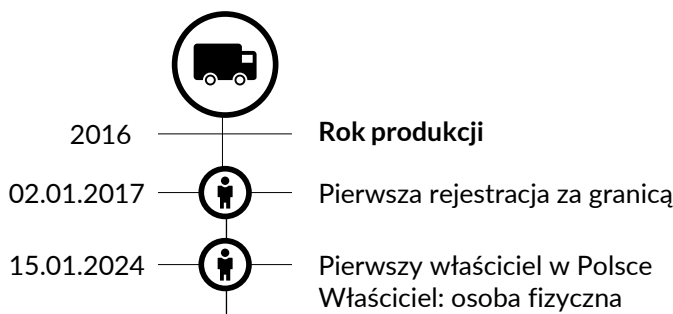 2016 Rok produkcji
02.01.2017 Pierwsza rejestracja za granicą
15.01.2024 Pierwszy właściciel w Polsce
Właściciel: osoba fizyczna